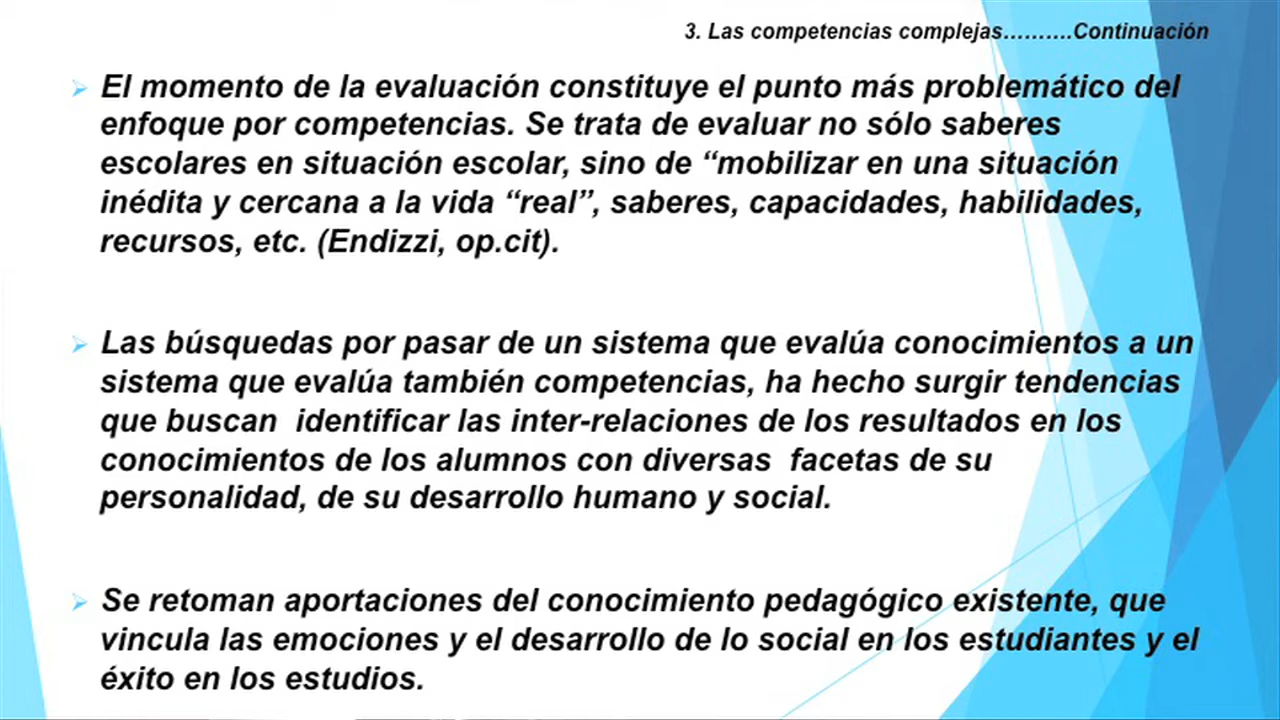 3. Las competencias complejas……….Continuación
El momento de la evaluación constituye el punto más problemático del
enfoque por competencias. Se trata de evaluar no sólo saberes
escolares en situación escolar, sino de “mobilizar en una situación
inédita y cercana a la vida “real”, saberes, capacidades, habilidades,
recursos, etc. (Endizzi, op.cit).
Las búsquedas por pasar de un sistema que evalúa conocimientos a un
sistema que evalúa también competencias, ha hecho surgir tendencias
que buscan  identificar las inter-relaciones de los resultados en los
conocimientos de los alumnos con diversas  facetas de su
personalidad, de su desarrollo humano y social.
Se retoman aportaciones del conocimiento pedagógico existente, que
vincula las emociones y el desarrollo de lo social en los estudiantes y el
éxito en los estudios.